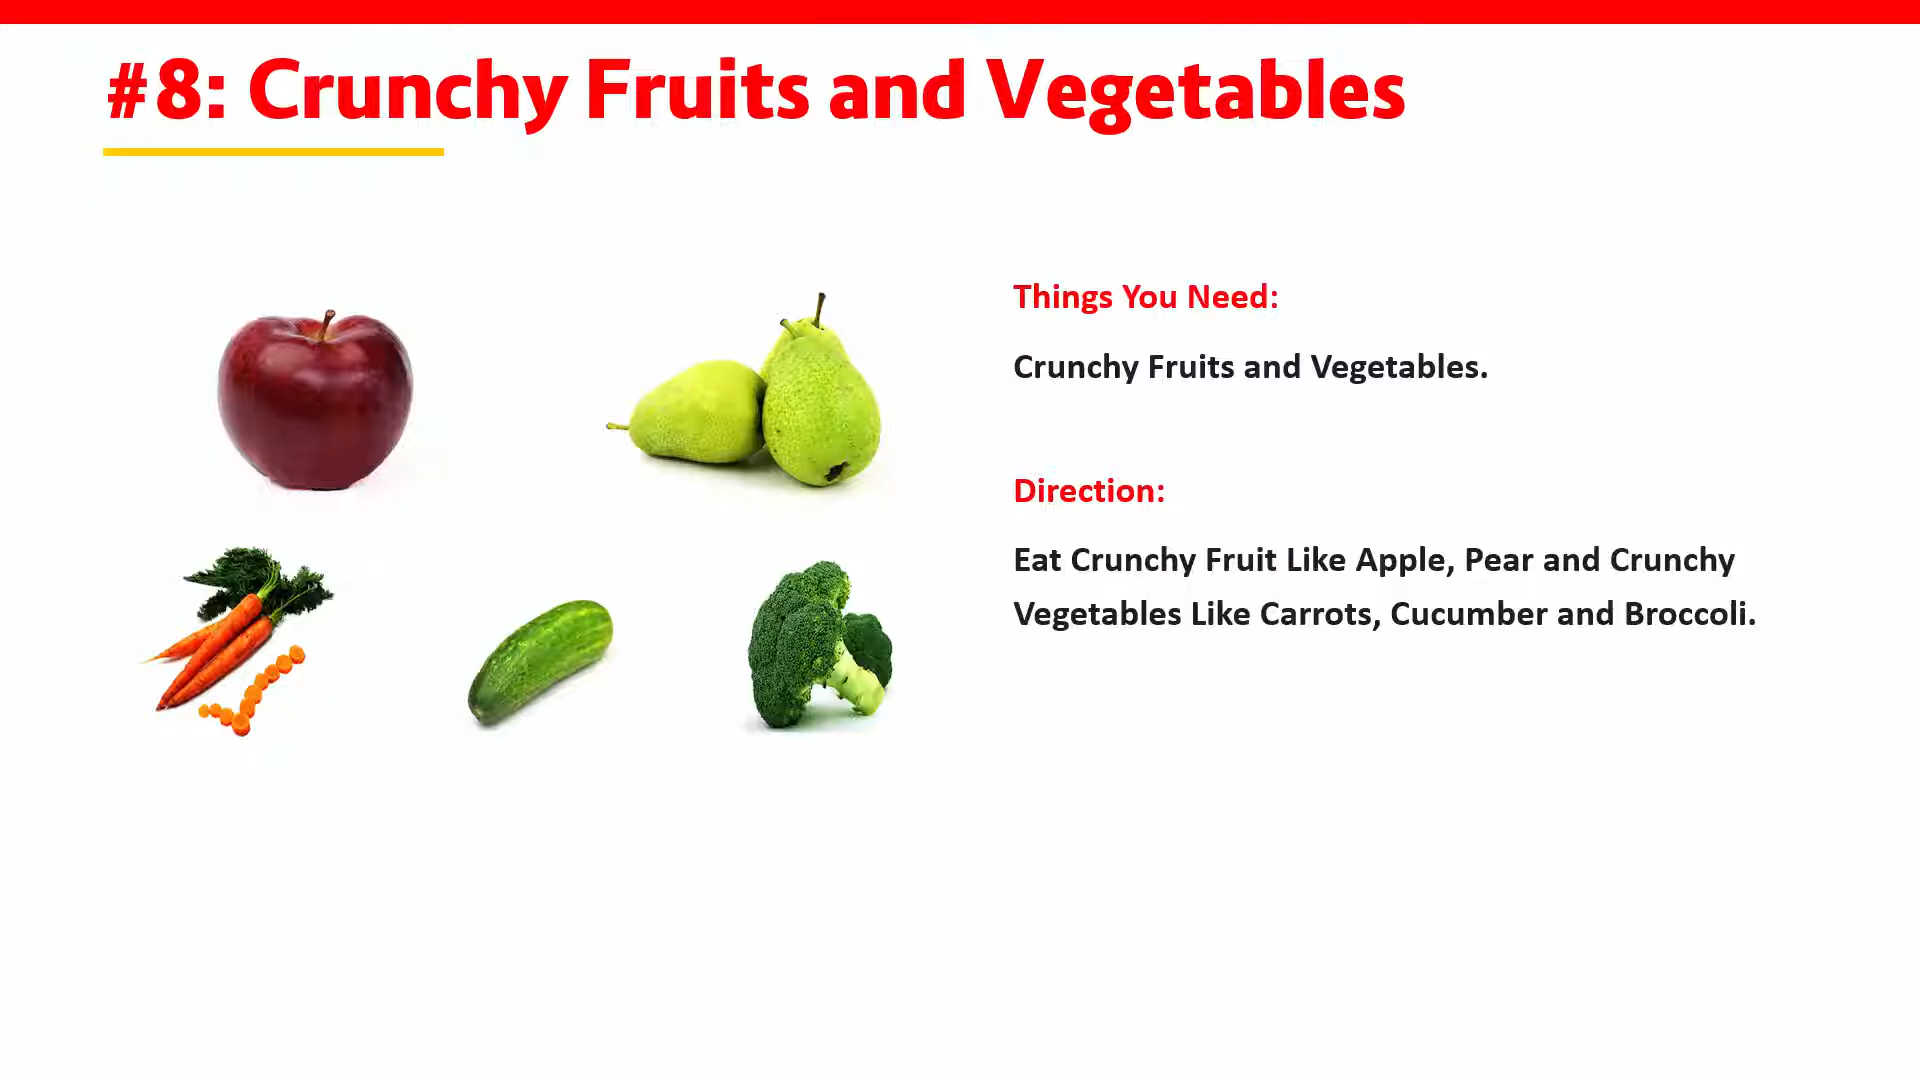 #8: Crunchy Fruits and Vegetables
Things You Need:
Crunchy Fruits and Vegetables.
Direction:
Eat Crunchy Fruit Like Apple, Pear and Crunchy
Vegetables Like Carrots, Cucumber and Broccoli.